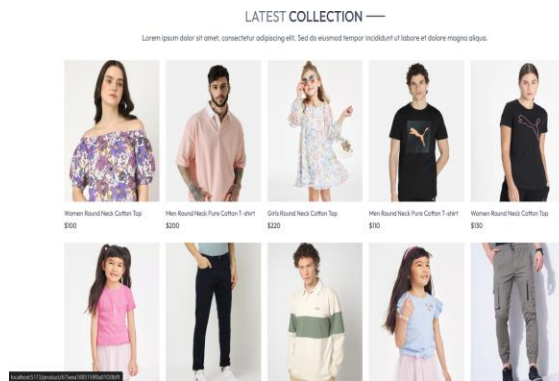 LATEST COLLECTION
Lorem ipsum dolor sit amet, consectetur adipiscing elit. Sed do eiusmod tempor incididunt ut labore et dolore magna aliqua.
PUMA
Women Round Neck Cotton Top
$100
Men Round Neck Pure Cotton T-shirt
$200
Girls Round Neck Cotton Top
$220
Men Round Neck Pure Cotton T-shirt
$110
Women Round Neck Cotton Top
$130